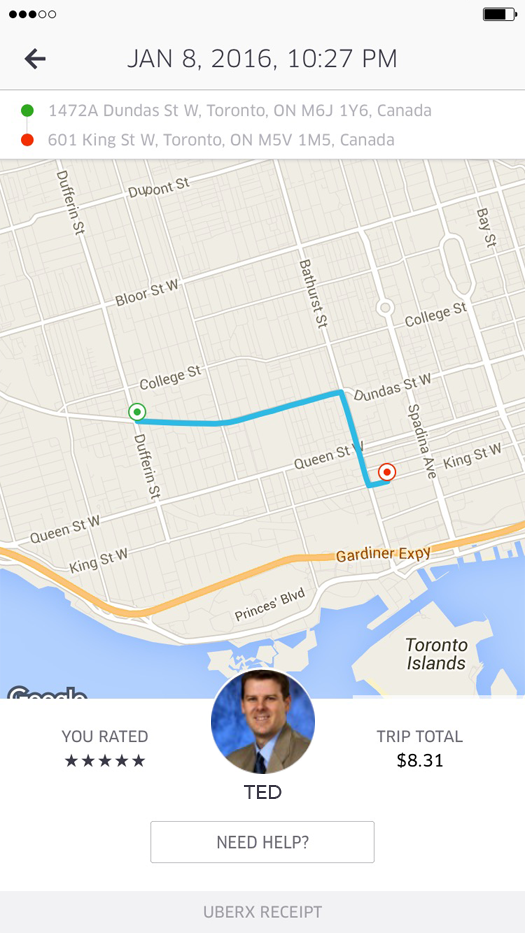 JAN 8, 2016, 10:27 PM
1472A Dundas St W, Toronto, ON M6J 1Y6, Canada
601 King St W, Toronto, ON M5V 1M5, Canada
Dufferin St
Dupont St
Bay St
Bathurst St
Bloor St W
College St
College St
Dundas St W
Spadina Ave
Dufferin St
Queen St W
King St W
Queen St W
King St W
Gardiner Expy
Princes' Blvd
Toronto
Islands
Google
YOU RATED
★★★★★
TRIP TOTAL
$8.31
TED
NEED HELP?
UBERX RECEIPT